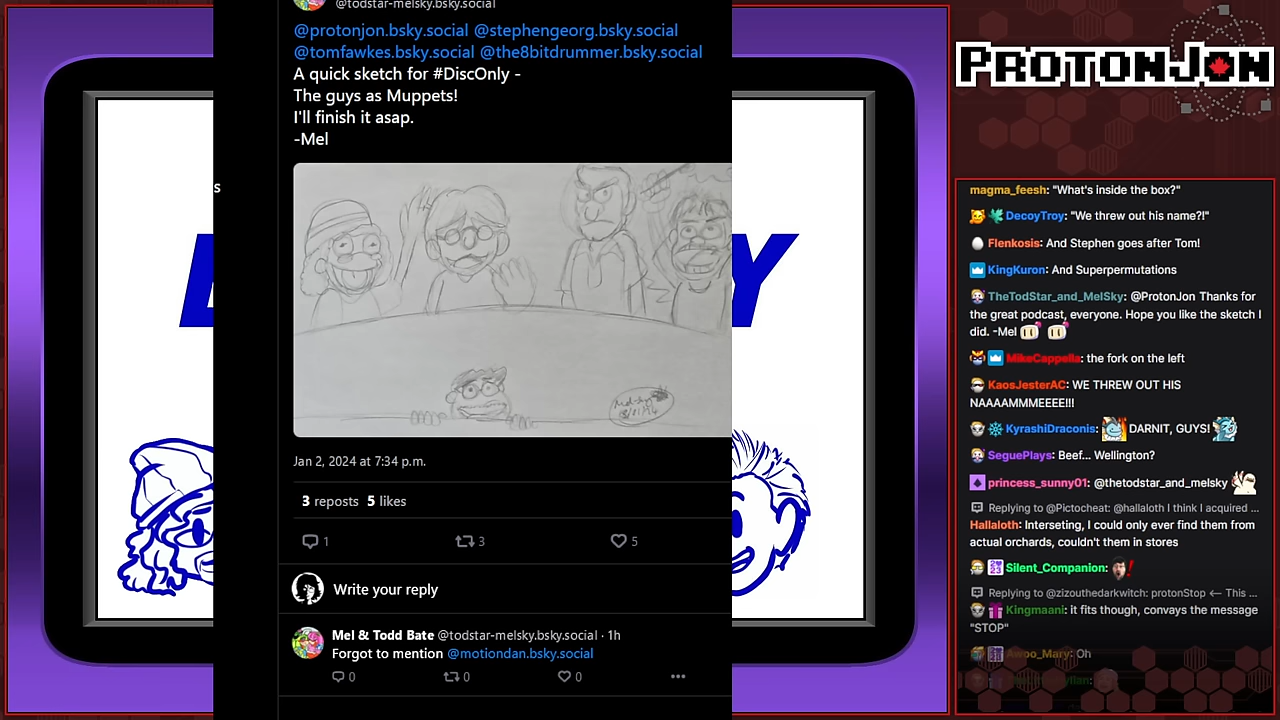 @todstar-melsky.bsky.social
@protonjon.bsky.social @stephengeorg.bsky.social
@tomfawkes.bsky.social @the8bitdrummer.bsky.social
A quick sketch for #DiscOnly -
The guys as Muppets!
I'll finish it asap.
-Mel
s
Y
Jan 2, 2024 at 7:34 p.m.
3 reposts 5 likes
1 3 5
Write your reply
Mel & Todd Bate @todstar-melsky.bsky.social · 1h
Forgot to mention @motiondan.bsky.social
0 0 0
PROTONJON
magma_feesh: "What's inside the box?"
DecoyTroy: "We threw out his name?!"
Flenkosis: And Stephen goes after Tom!
KingKuron: And Superpermutations
TheTodStar_and_MelSky: @ProtonJon Thanks for
the great podcast, everyone. Hope you like the sketch I
did. -Mel
MikeCappella: the fork on the left
KaosJesterAC: WE THREW OUT HIS
NAAAAMMMEEEE!!!
KyrashiDraconis: DARNIT, GUYS!
SeguePlays: Beef... Wellington?
princess_sunny01: @thetodstar_and_melsky
Replying to @Pictocheat: @hallaloth I think I acquired ...
Hallaloth: Interseting, I could only ever find them from
actual orchards, couldn't them in stores
Silent_Companion:
Replying to @zizouthedarkwitch: protonStop <-- This ...
Kingmaani: it fits though, convays the message
"STOP"
Awoo_Mary: Oh